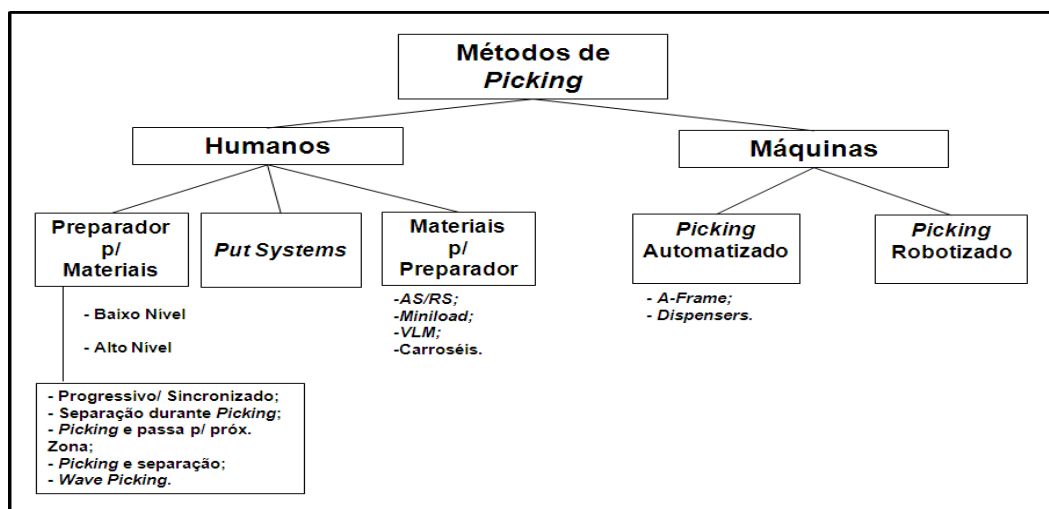 Métodos de
Picking
Humanos
Máquinas
Preparador
p/
Materiais
Put Systems
Materiais
p/
Preparador
Picking
Automatizado
Picking
Robotizado
- Baixo Nível
- Alto Nível
-AS/RS;
-Miniload;
-VLM;
-Carroséis.
- A-Frame;
- Dispensers.
- Progressivo/ Sincronizado;
- Separação durante Picking;
- Picking e passa p/ próx.
Zona;
- Picking e separação;
- Wave Picking.